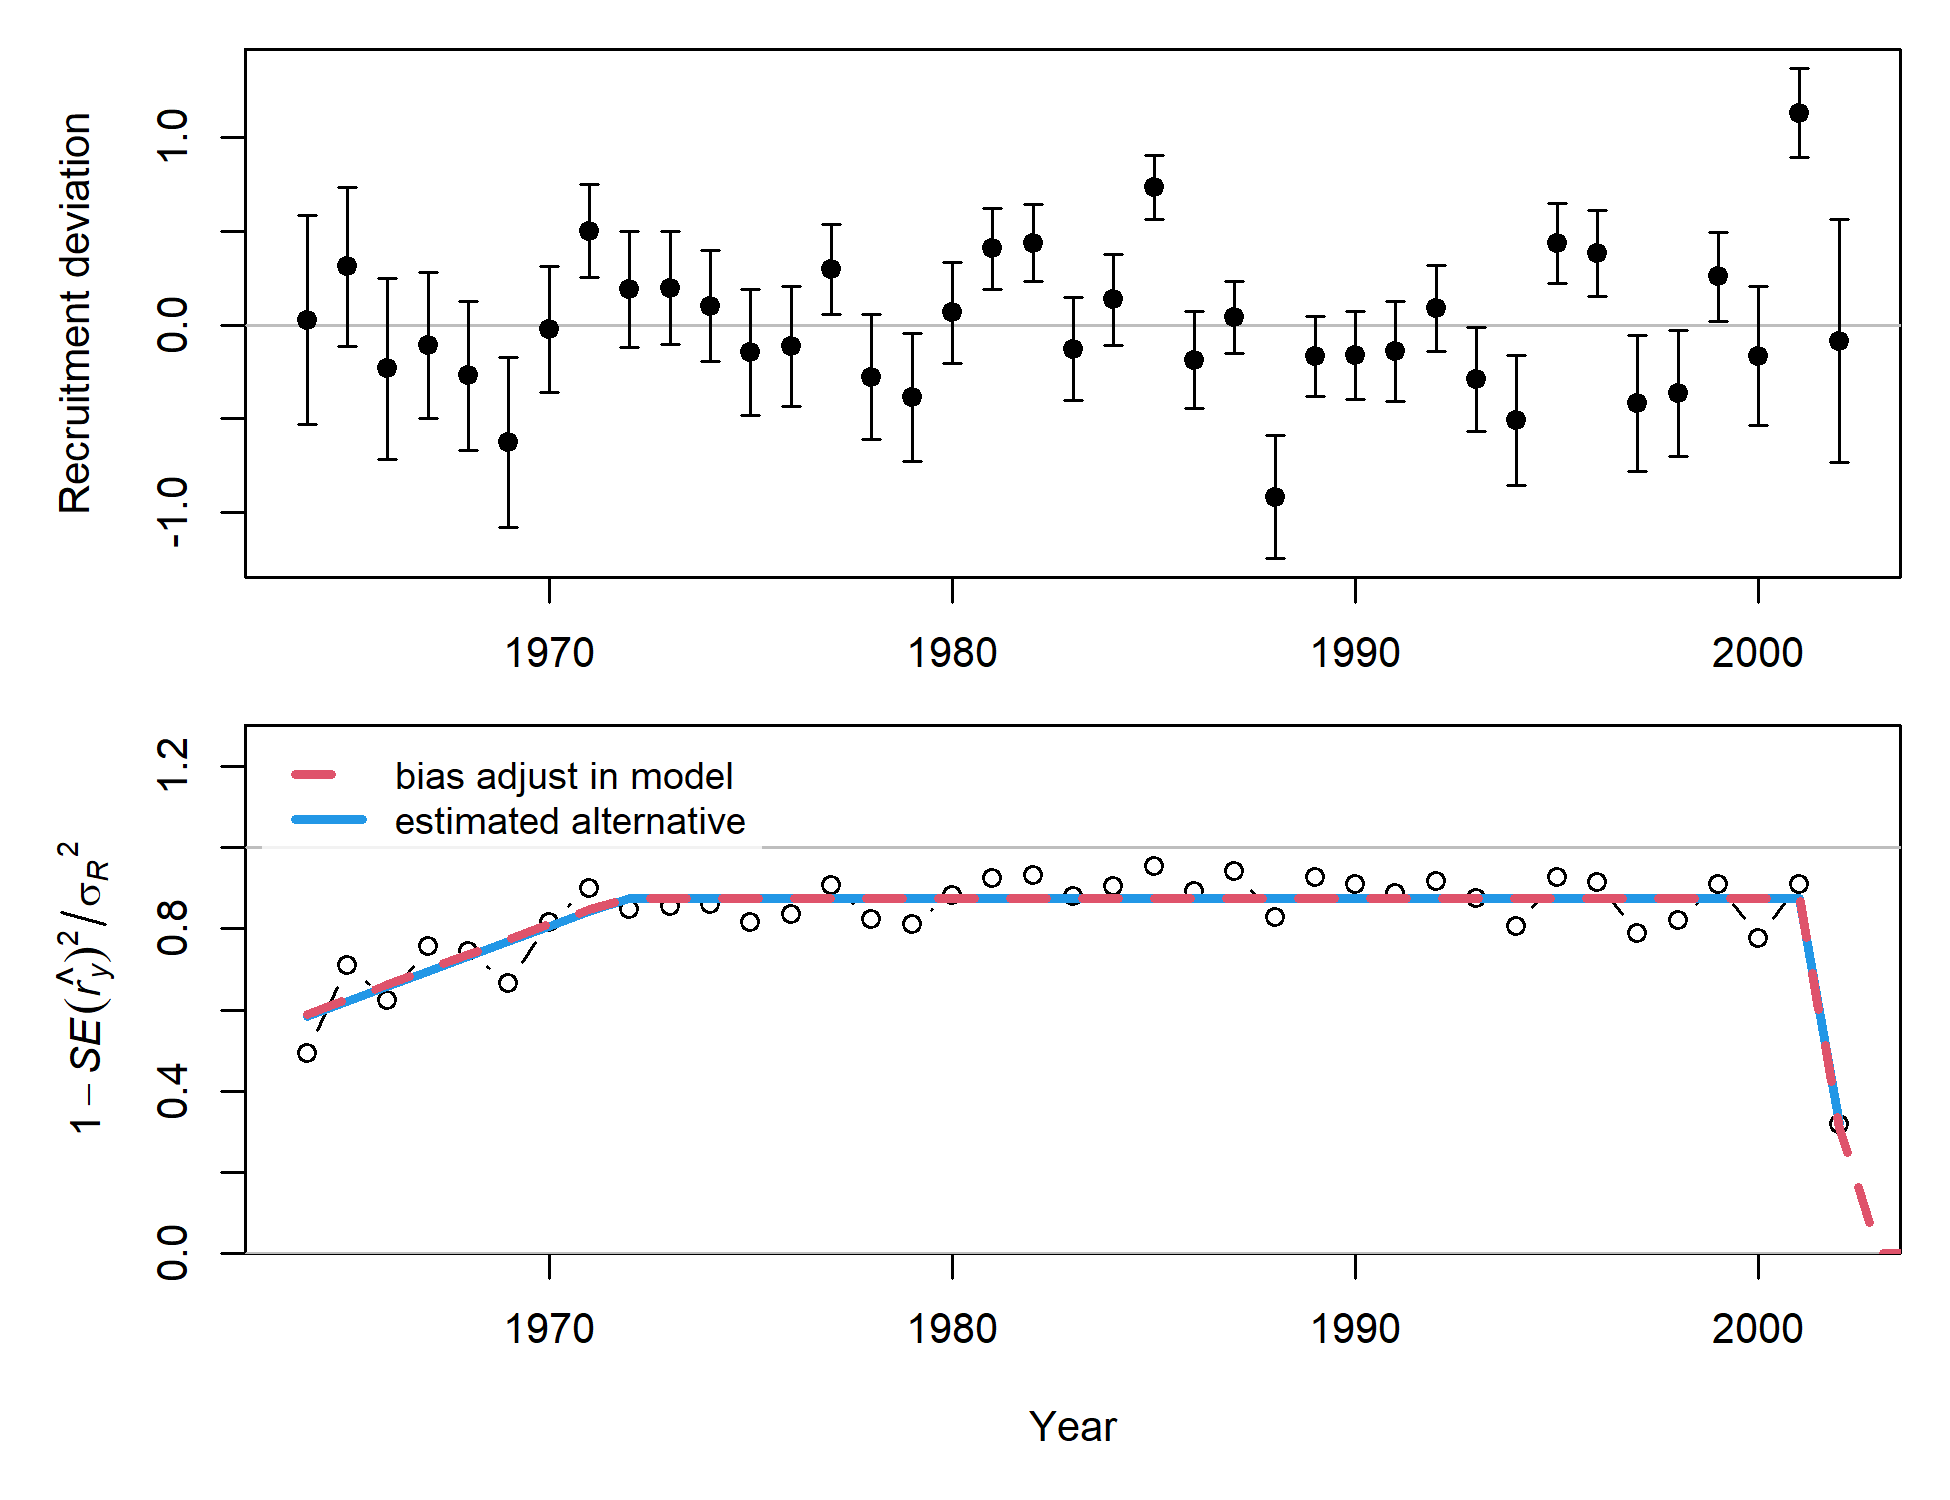 Recruitment deviation
1.0
0.0
-1.0
1970 1980 1990 2000
bias adjust in model
estimated alternative
1 − SE(r̂y)² / σR²
1.2
0.8
0.4
0.0
1970 1980 1990 2000
Year